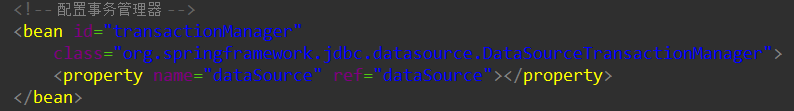 <!-- 配置事务管理器 -->
<bean id="transactionManager"
class="org.springframework.jdbc.datasource.DataSourceTransactionManager">
<property name="dataSource" ref="dataSource"></property>
</bean>